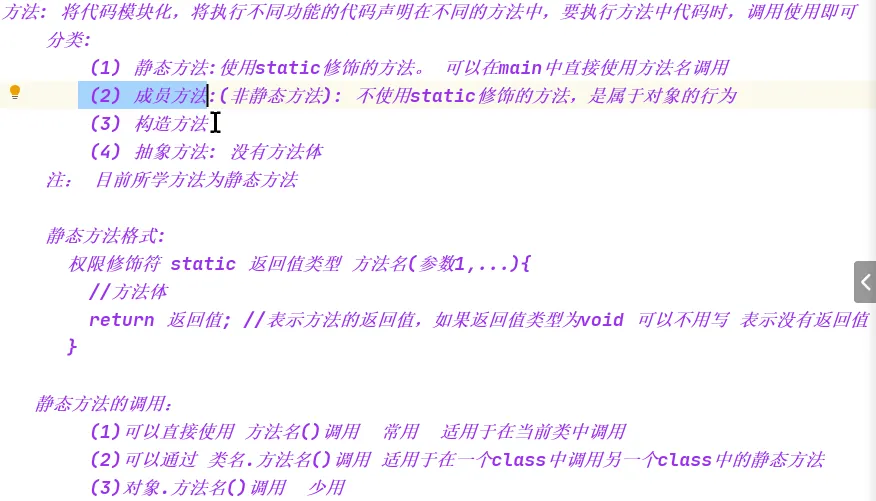 方法: 将代码模块化，将执行不同功能的代码声明在不同的方法中，要执行方法中代码时，调用使用即可
分类:
(1) 静态方法:使用static修饰的方法。 可以在main中直接使用方法名调用
(2) 成员方法:(非静态方法): 不使用static修饰的方法，是属于对象的行为
(3) 构造方法
(4) 抽象方法: 没有方法体
注： 目前所学方法为静态方法
静态方法格式:
权限修饰符 static 返回值类型 方法名(参数1,...){
//方法体
return 返回值; //表示方法的返回值，如果返回值类型为void 可以不用写 表示没有返回值
}
静态方法的调用：
(1)可以直接使用 方法名()调用 常用 适用于在当前类中调用
(2)可以通过 类名.方法名()调用 适用于在一个class中调用另一个class中的静态方法
(3)对象.方法名()调用 少用